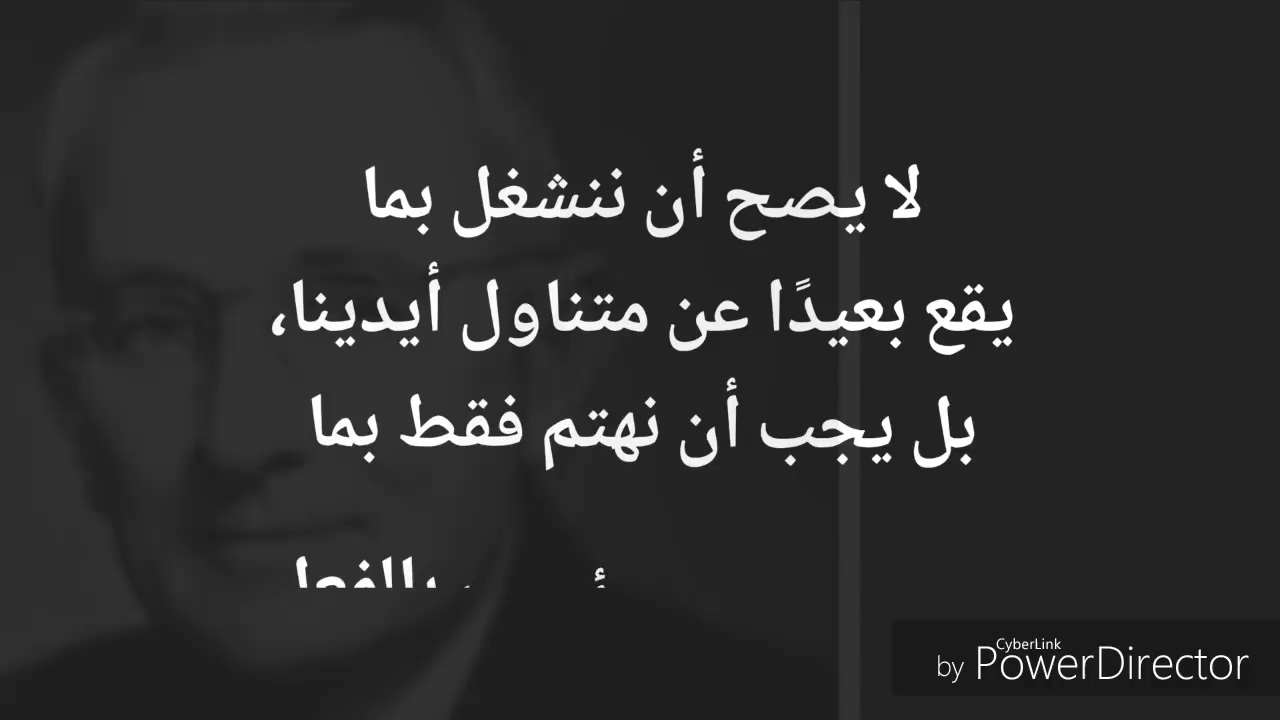 لا يصح أن ننشغل بما
يقع بعيدًا عن متناول أيدينا،
بل يجب أن نهتم فقط بما
by CyberLink PowerDirector